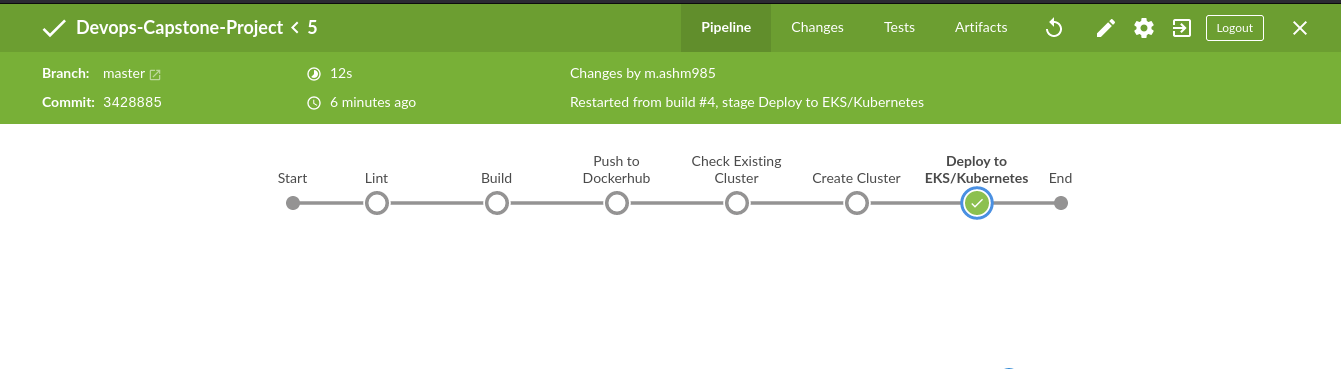 Devops-Capstone-Project < 5
Pipeline
Changes
Tests
Artifacts
Logout
Branch: master
12s
Changes by m.ashm985
Commit: 3428885
6 minutes ago
Restarted from build #4, stage Deploy to EKS/Kubernetes
Start
Lint
Build
Push to
Dockerhub
Check Existing
Cluster
Create Cluster
Deploy to
EKS/Kubernetes
End